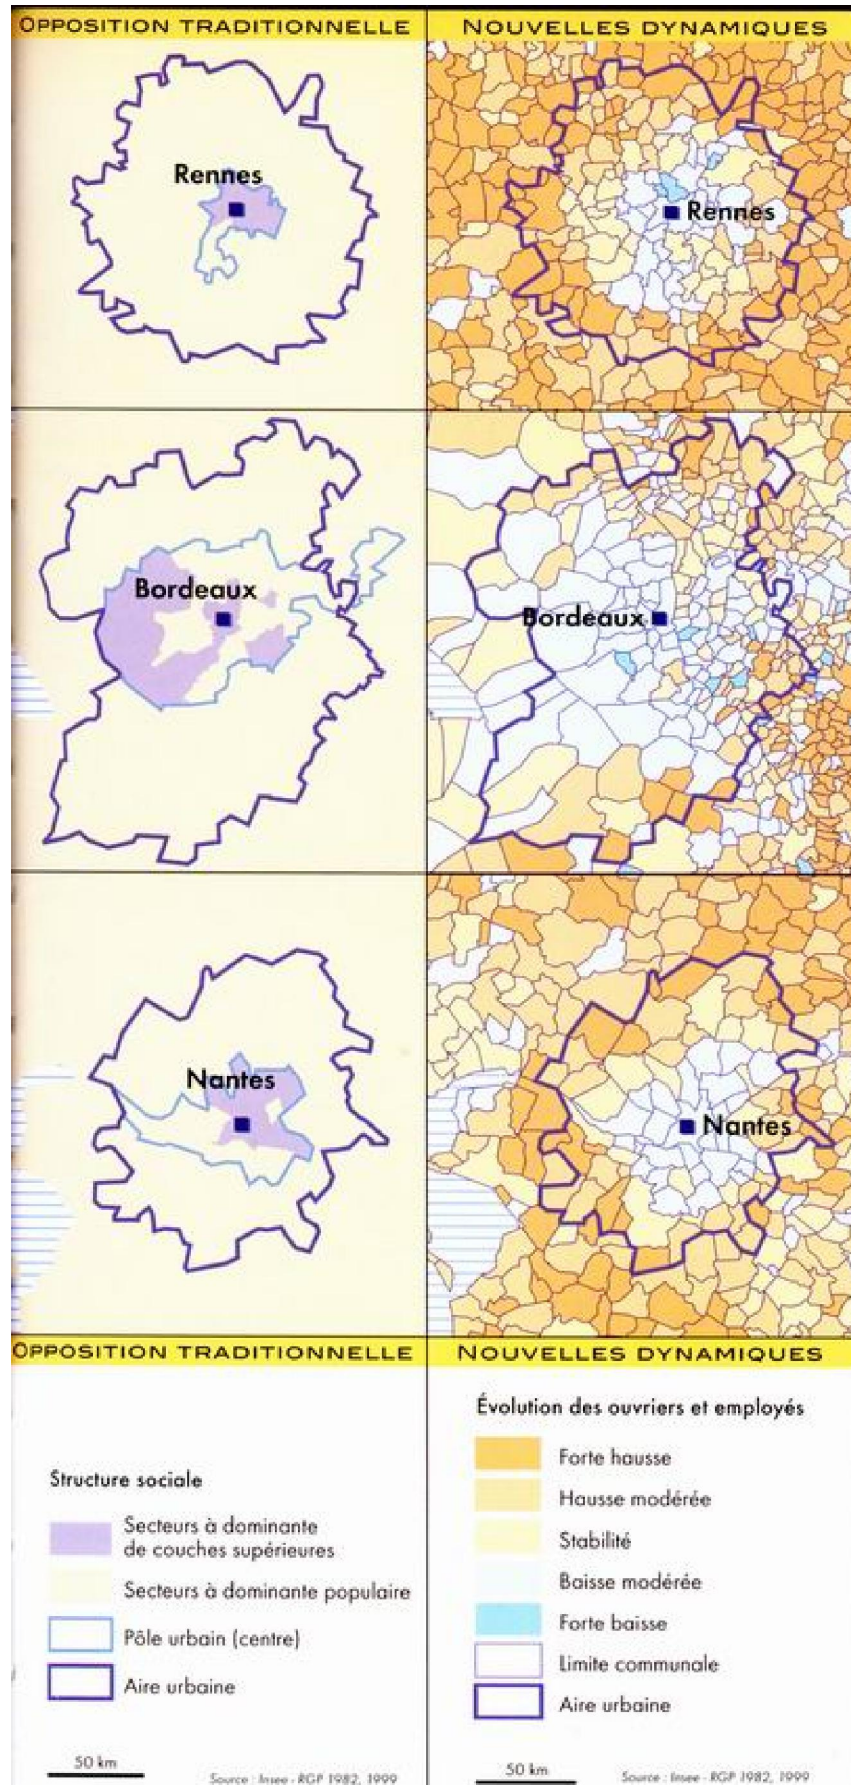 OPPOSITION TRADITIONNELLE
NOUVELLES DYNAMIQUES
Rennes
Rennes
Bordeaux
Bordeaux
Nantes
Nantes
OPPOSITION TRADITIONNELLE
Structure sociale
Secteurs à dominante
de couches supérieures
Secteurs à dominante populaire
Pôle urbain (centre)
Aire urbaine
50 km
Source : Insee - RGP 1982, 1999
NOUVELLES DYNAMIQUES
Évolution des ouvriers et employés
Forte hausse
Hausse modérée
Stabilité
Baisse modérée
Forte baisse
Limite communale
Aire urbaine
50 km
Source : Insee - RGP 1982, 1999